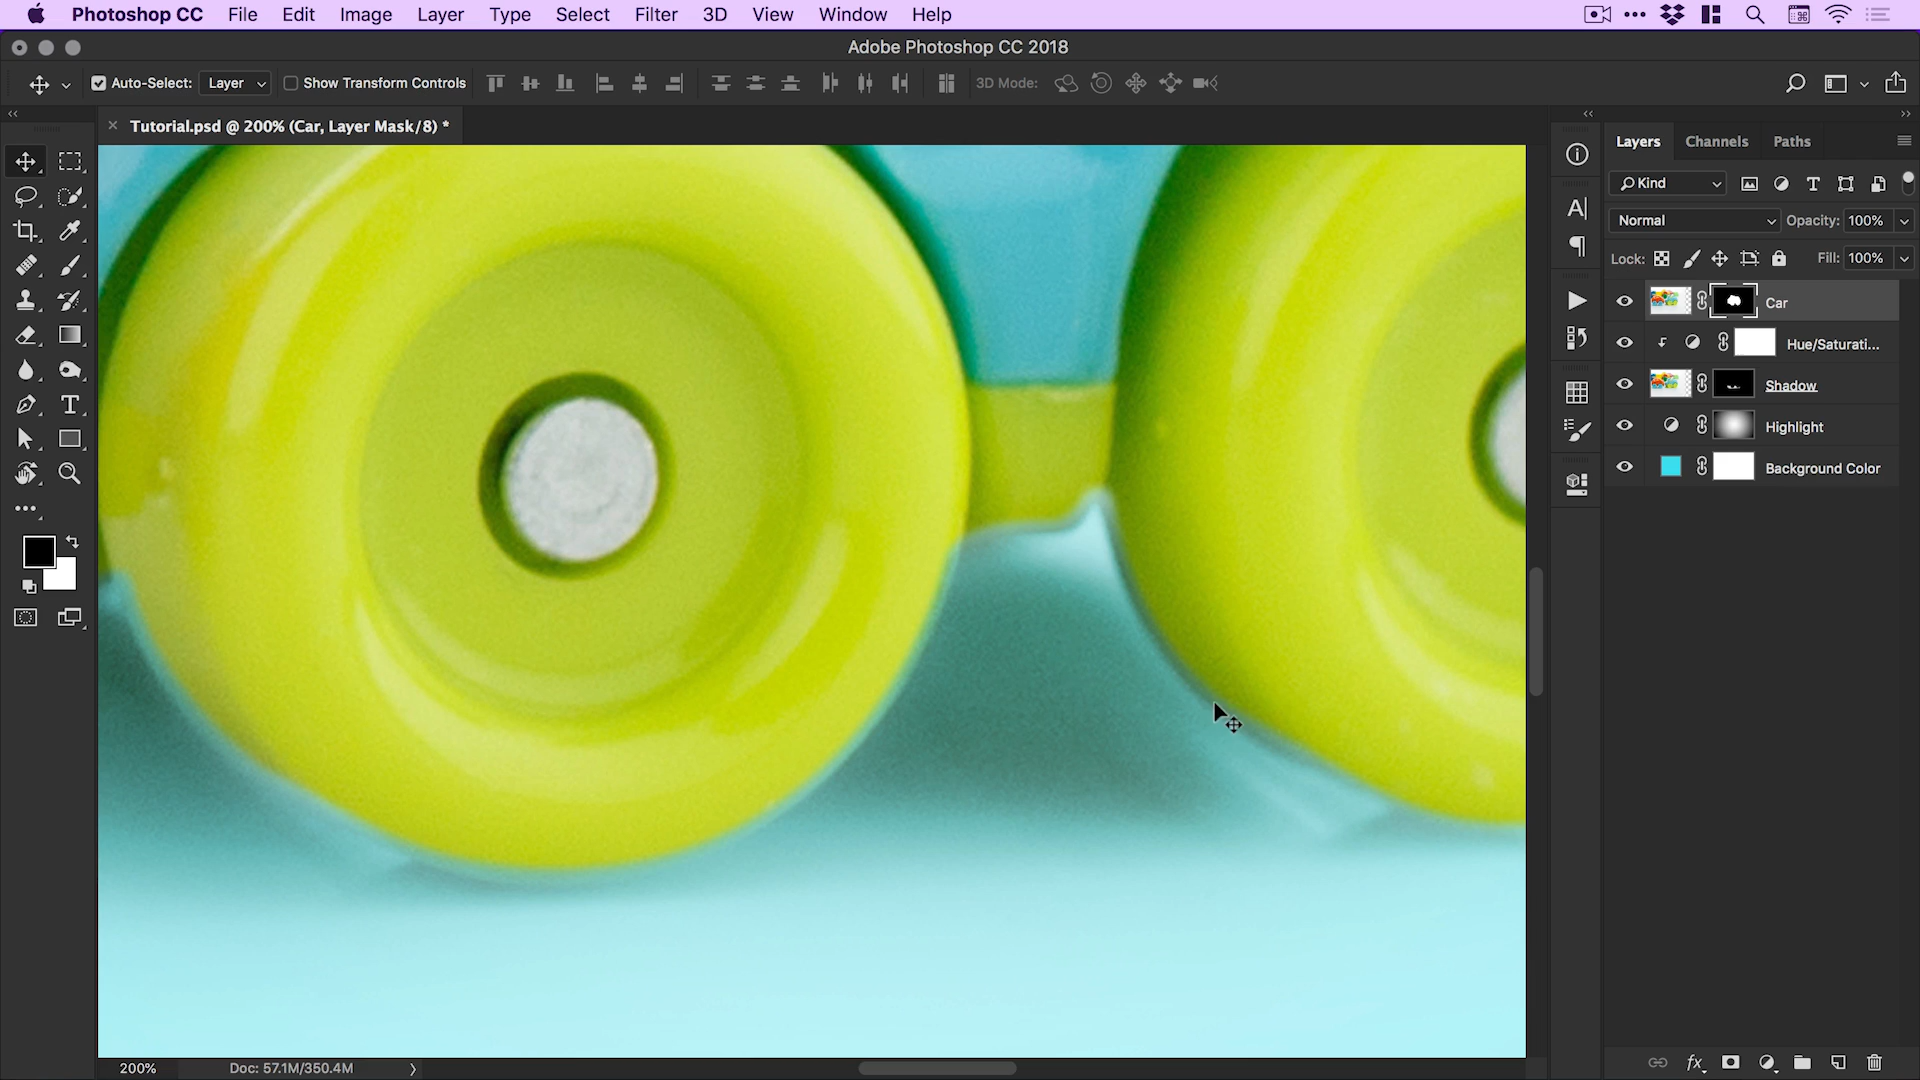 Photoshop CC File Edit Image Layer Type Select Filter 3D View Window Help
Adobe Photoshop CC 2018
Auto-Select: Layer Show Transform Controls 3D Mode:
Tutorial.psd @ 200% (Car, Layer Mask/8) *
Layers Channels Paths
Kind
Normal Opacity: 100%
Lock: Fill: 100%
Car
Hue/Saturati...
Shadow
Highlight
Background Color
200% Doc: 57.1M/350.4M